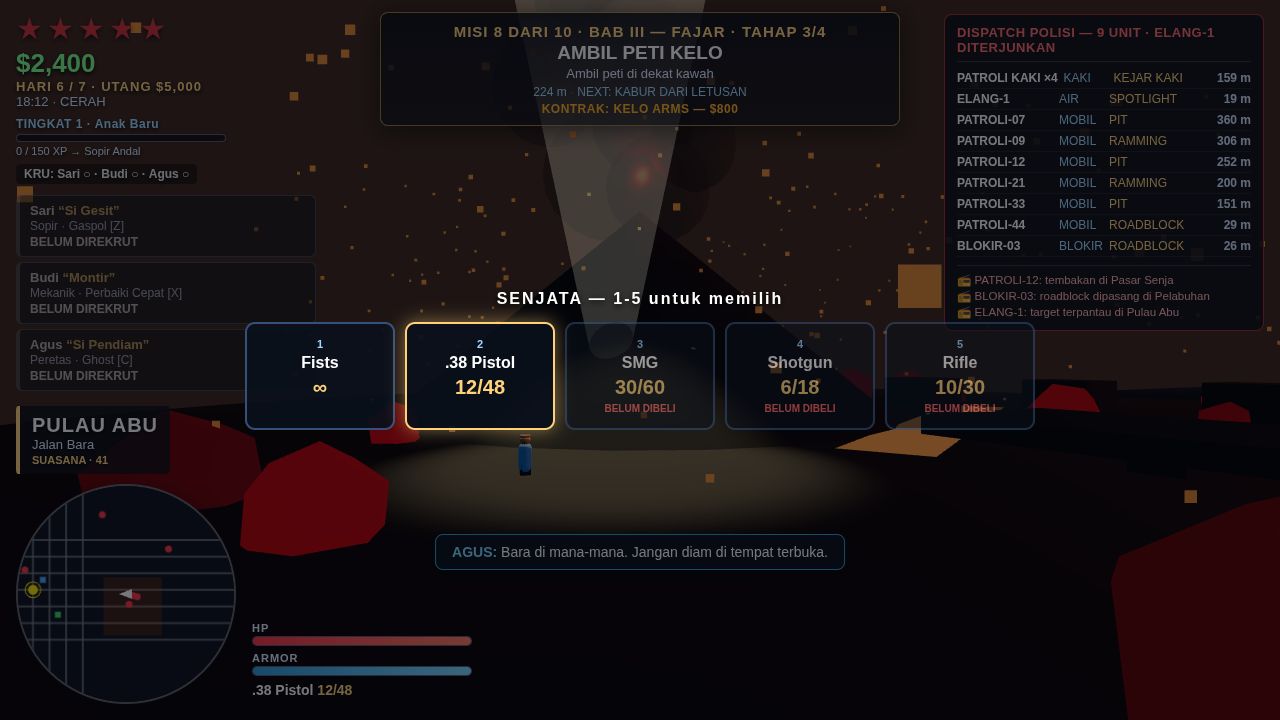 ★★★★★
$2,400
HARI 6 / 7 · UTANG $5,000
18:12 · CERAH
TINGKAT 1 · Anak Baru
0 / 150 XP → Sopir Andal
KRU: Sari ○ · Budi ○ · Agus ○
Sari “Si Gesit”
Sopir · Gaspol [Z]
BELUM DIREKRUT
Budi “Montir”
Mekanik · Perbaiki Cepat [X]
BELUM DIREKRUT
Agus “Si Pendiam”
Peretas · Ghost [C]
BELUM DIREKRUT
PULAU ABU
Jalan Bara
SUASANA · 41
MISI 8 DARI 10 · BAB III — FAJAR · TAHAP 3/4
AMBIL PETI KELO
Ambil peti di dekat kawah
224 m · NEXT: KABUR DARI LETUSAN
KONTRAK: KELO ARMS — $800
DISPATCH POLISI — 9 UNIT · ELANG-1
DITERJUNKAN
PATROLI KAKI ×4 KAKI KEJAR KAKI 159 m
ELANG-1 AIR SPOTLIGHT 19 m
PATROLI-07 MOBIL PIT 360 m
PATROLI-09 MOBIL RAMMING 306 m
PATROLI-12 MOBIL PIT 252 m
PATROLI-21 MOBIL RAMMING 200 m
PATROLI-33 MOBIL PIT 151 m
PATROLI-44 MOBIL ROADBLOCK 29 m
BLOKIR-03 BLOKIR ROADBLOCK 26 m
📻 PATROLI-12: tembakan di Pasar Senja
📻 BLOKIR-03: roadblock dipasang di Pelabuhan
📻 ELANG-1: target terpantau di Pulau Abu
SENJATA — 1-5 untuk memilih
1
Fists
∞
2
.38 Pistol
12/48
3
SMG
30/60
BELUM DIBELI
4
Shotgun
6/18
BELUM DIBELI
5
Rifle
10/30
BELUM DIBELI
AGUS: Bara di mana-mana. Jangan diam di tempat terbuka.
HP
ARMOR
.38 Pistol 12/48